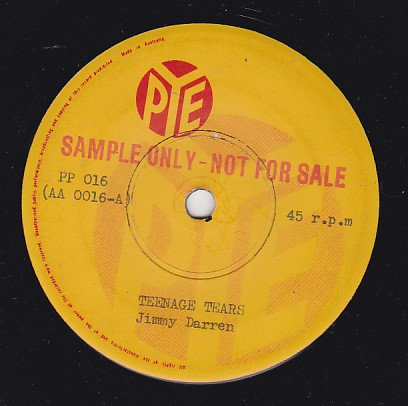 PYE
SAMPLE ONLY - NOT FOR SALE
PP 016
(AA 0016-A)
45 r.p.m
TEENAGE TEARS
Jimmy Darren
Made in Australia.